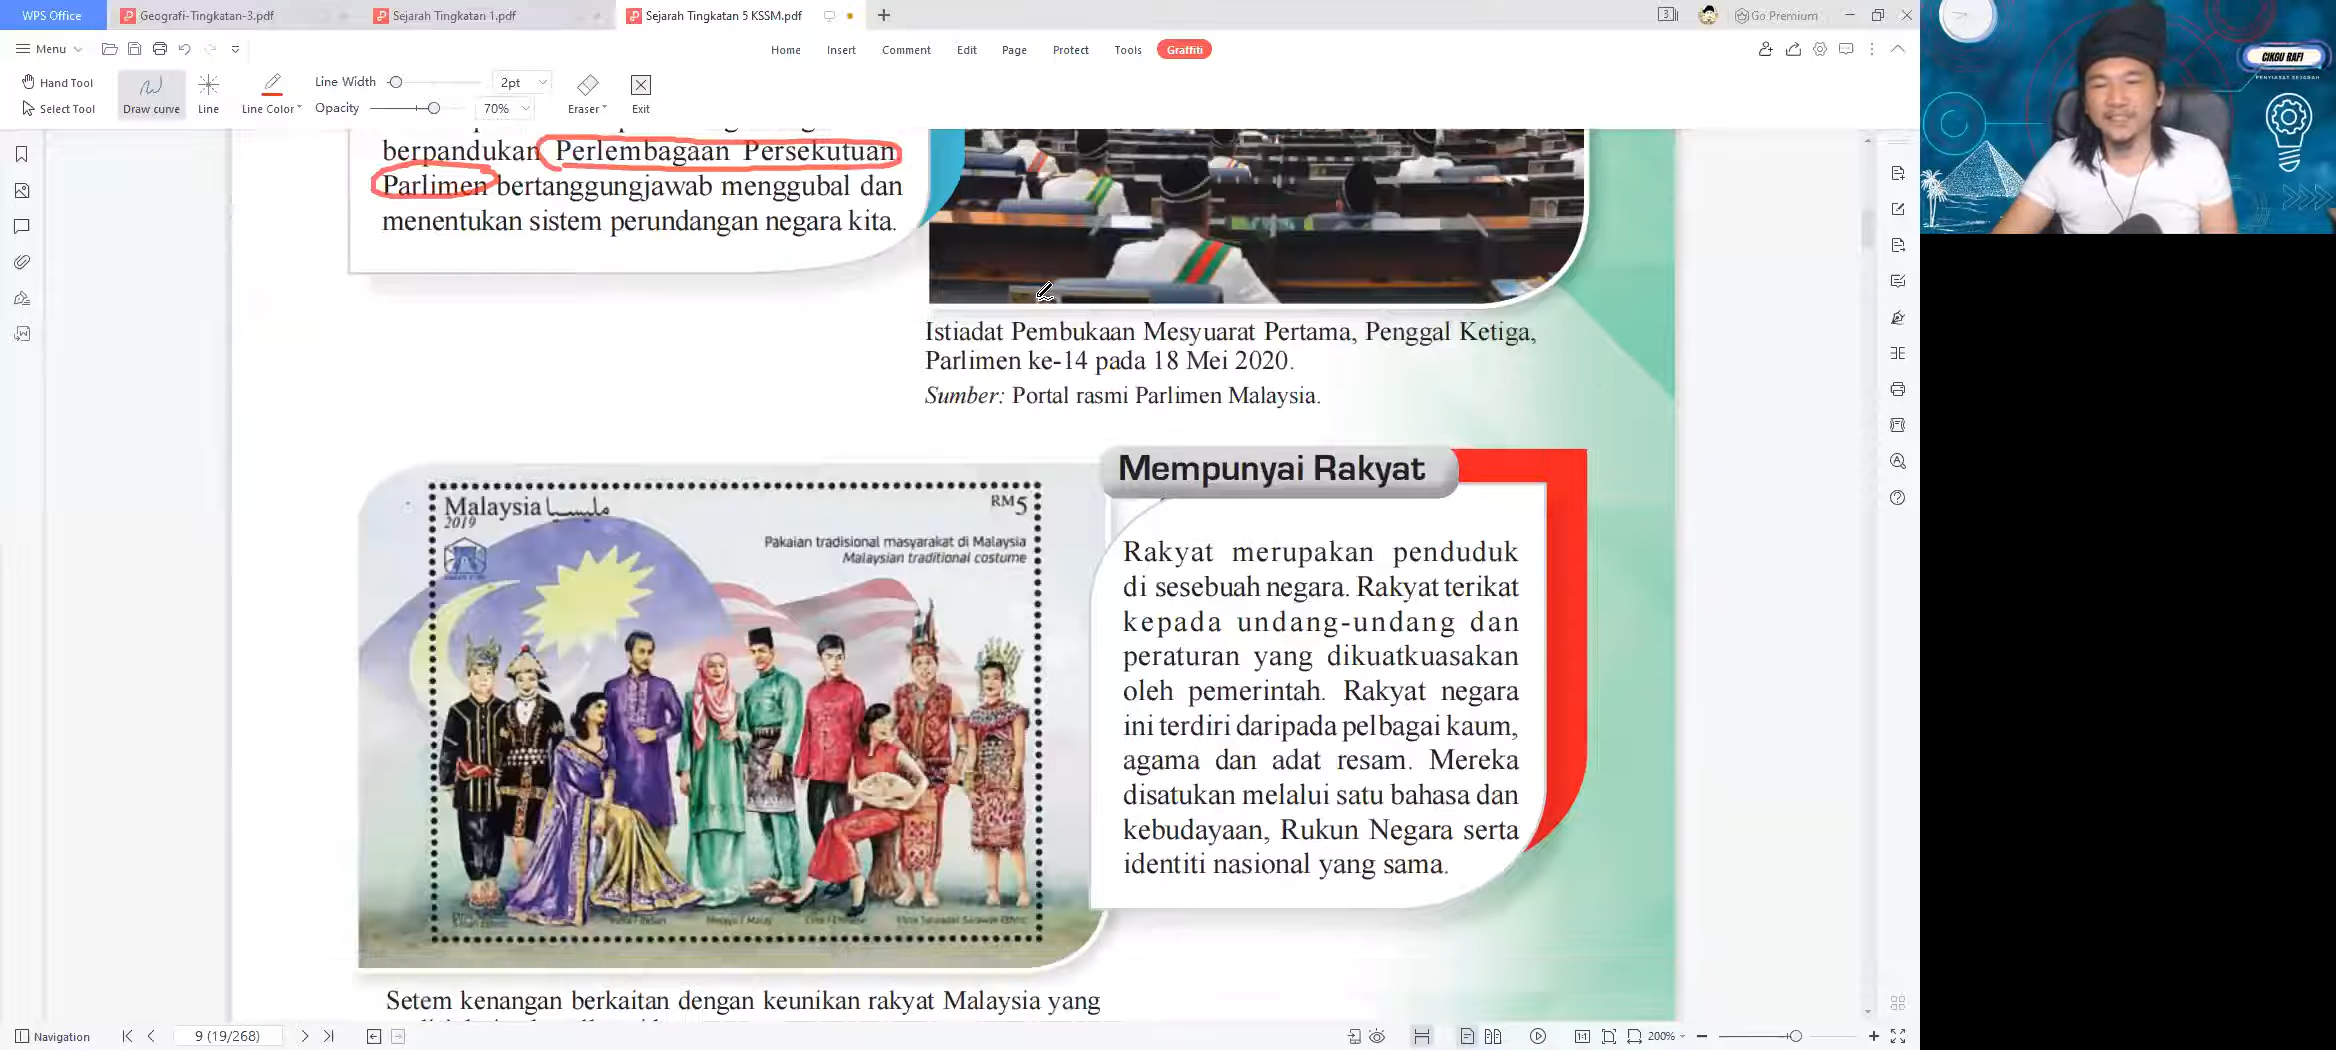 WPS Office
Geografi-Tingkatan-3.pdf
Sejarah Tingkatan 1.pdf
Sejarah Tingkatan 5 KSSM.pdf
3
Go Premium
Menu
Home
Insert
Comment
Edit
Page
Protect
Tools
Graffiti
Hand Tool
Select Tool
Draw curve
Line
Line Color
Line Width
2pt
Opacity
70%
Eraser
Exit
CIKGU RAFI
PENYIASAT SEJARAH
berpandukan Perlembagaan Persekutuan
Parlimen bertanggungjawab menggubal dan
menentukan sistem perundangan negara kita.
Istiadat Pembukaan Mesyuarat Pertama, Penggal Ketiga,
Parlimen ke-14 pada 18 Mei 2020.
Sumber: Portal rasmi Parlimen Malaysia.
Malaysia مليسيا
2019
RM5
Pakaian tradisional masyarakat di Malaysia
Malaysian traditional costume
Melayu / Malay
Mempunyai Rakyat
Rakyat merupakan penduduk
di sesebuah negara. Rakyat terikat
kepada undang-undang dan
peraturan yang dikuatkuasakan
oleh pemerintah. Rakyat negara
ini terdiri daripada pelbagai kaum,
agama dan adat resam. Mereka
disatukan melalui satu bahasa dan
kebudayaan, Rukun Negara serta
identiti nasional yang sama.
Setem kenangan berkaitan dengan keunikan rakyat Malaysia yang
Navigation
9 (19/268)
1:1
200%